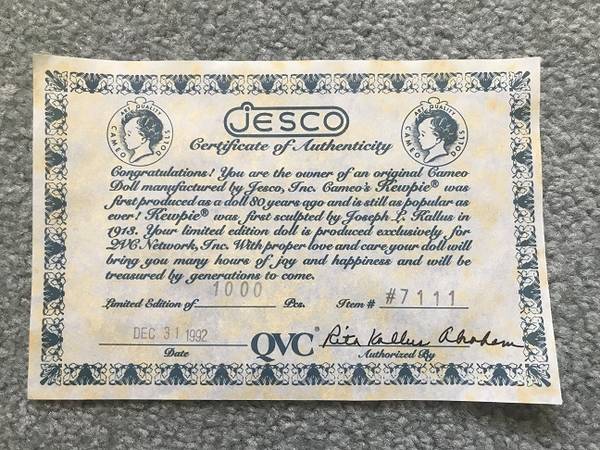 ART QUALITY CAMEO DOLLS
JESCO
ART QUALITY CAMEO DOLLS
Certificate of Authenticity
Congratulations! You are the owner of an original Cameo
Doll manufactured by Jesco, Inc. Cameo's Kewpie® was
first produced as a doll 80 years ago and is still as popular as
ever! Kewpie® was first sculpted by Joseph L. Kallus in
1913. Your limited edition doll is produced exclusively for
QVC Network, Inc. With proper love and care your doll will
bring you many hours of joy and happiness and will be
treasured by generations to come.
Limited Edition of 1000 Pcs. Item # #7111
DEC 31 1992 QVC® Rita Kallus Abraham
Date Authorized By